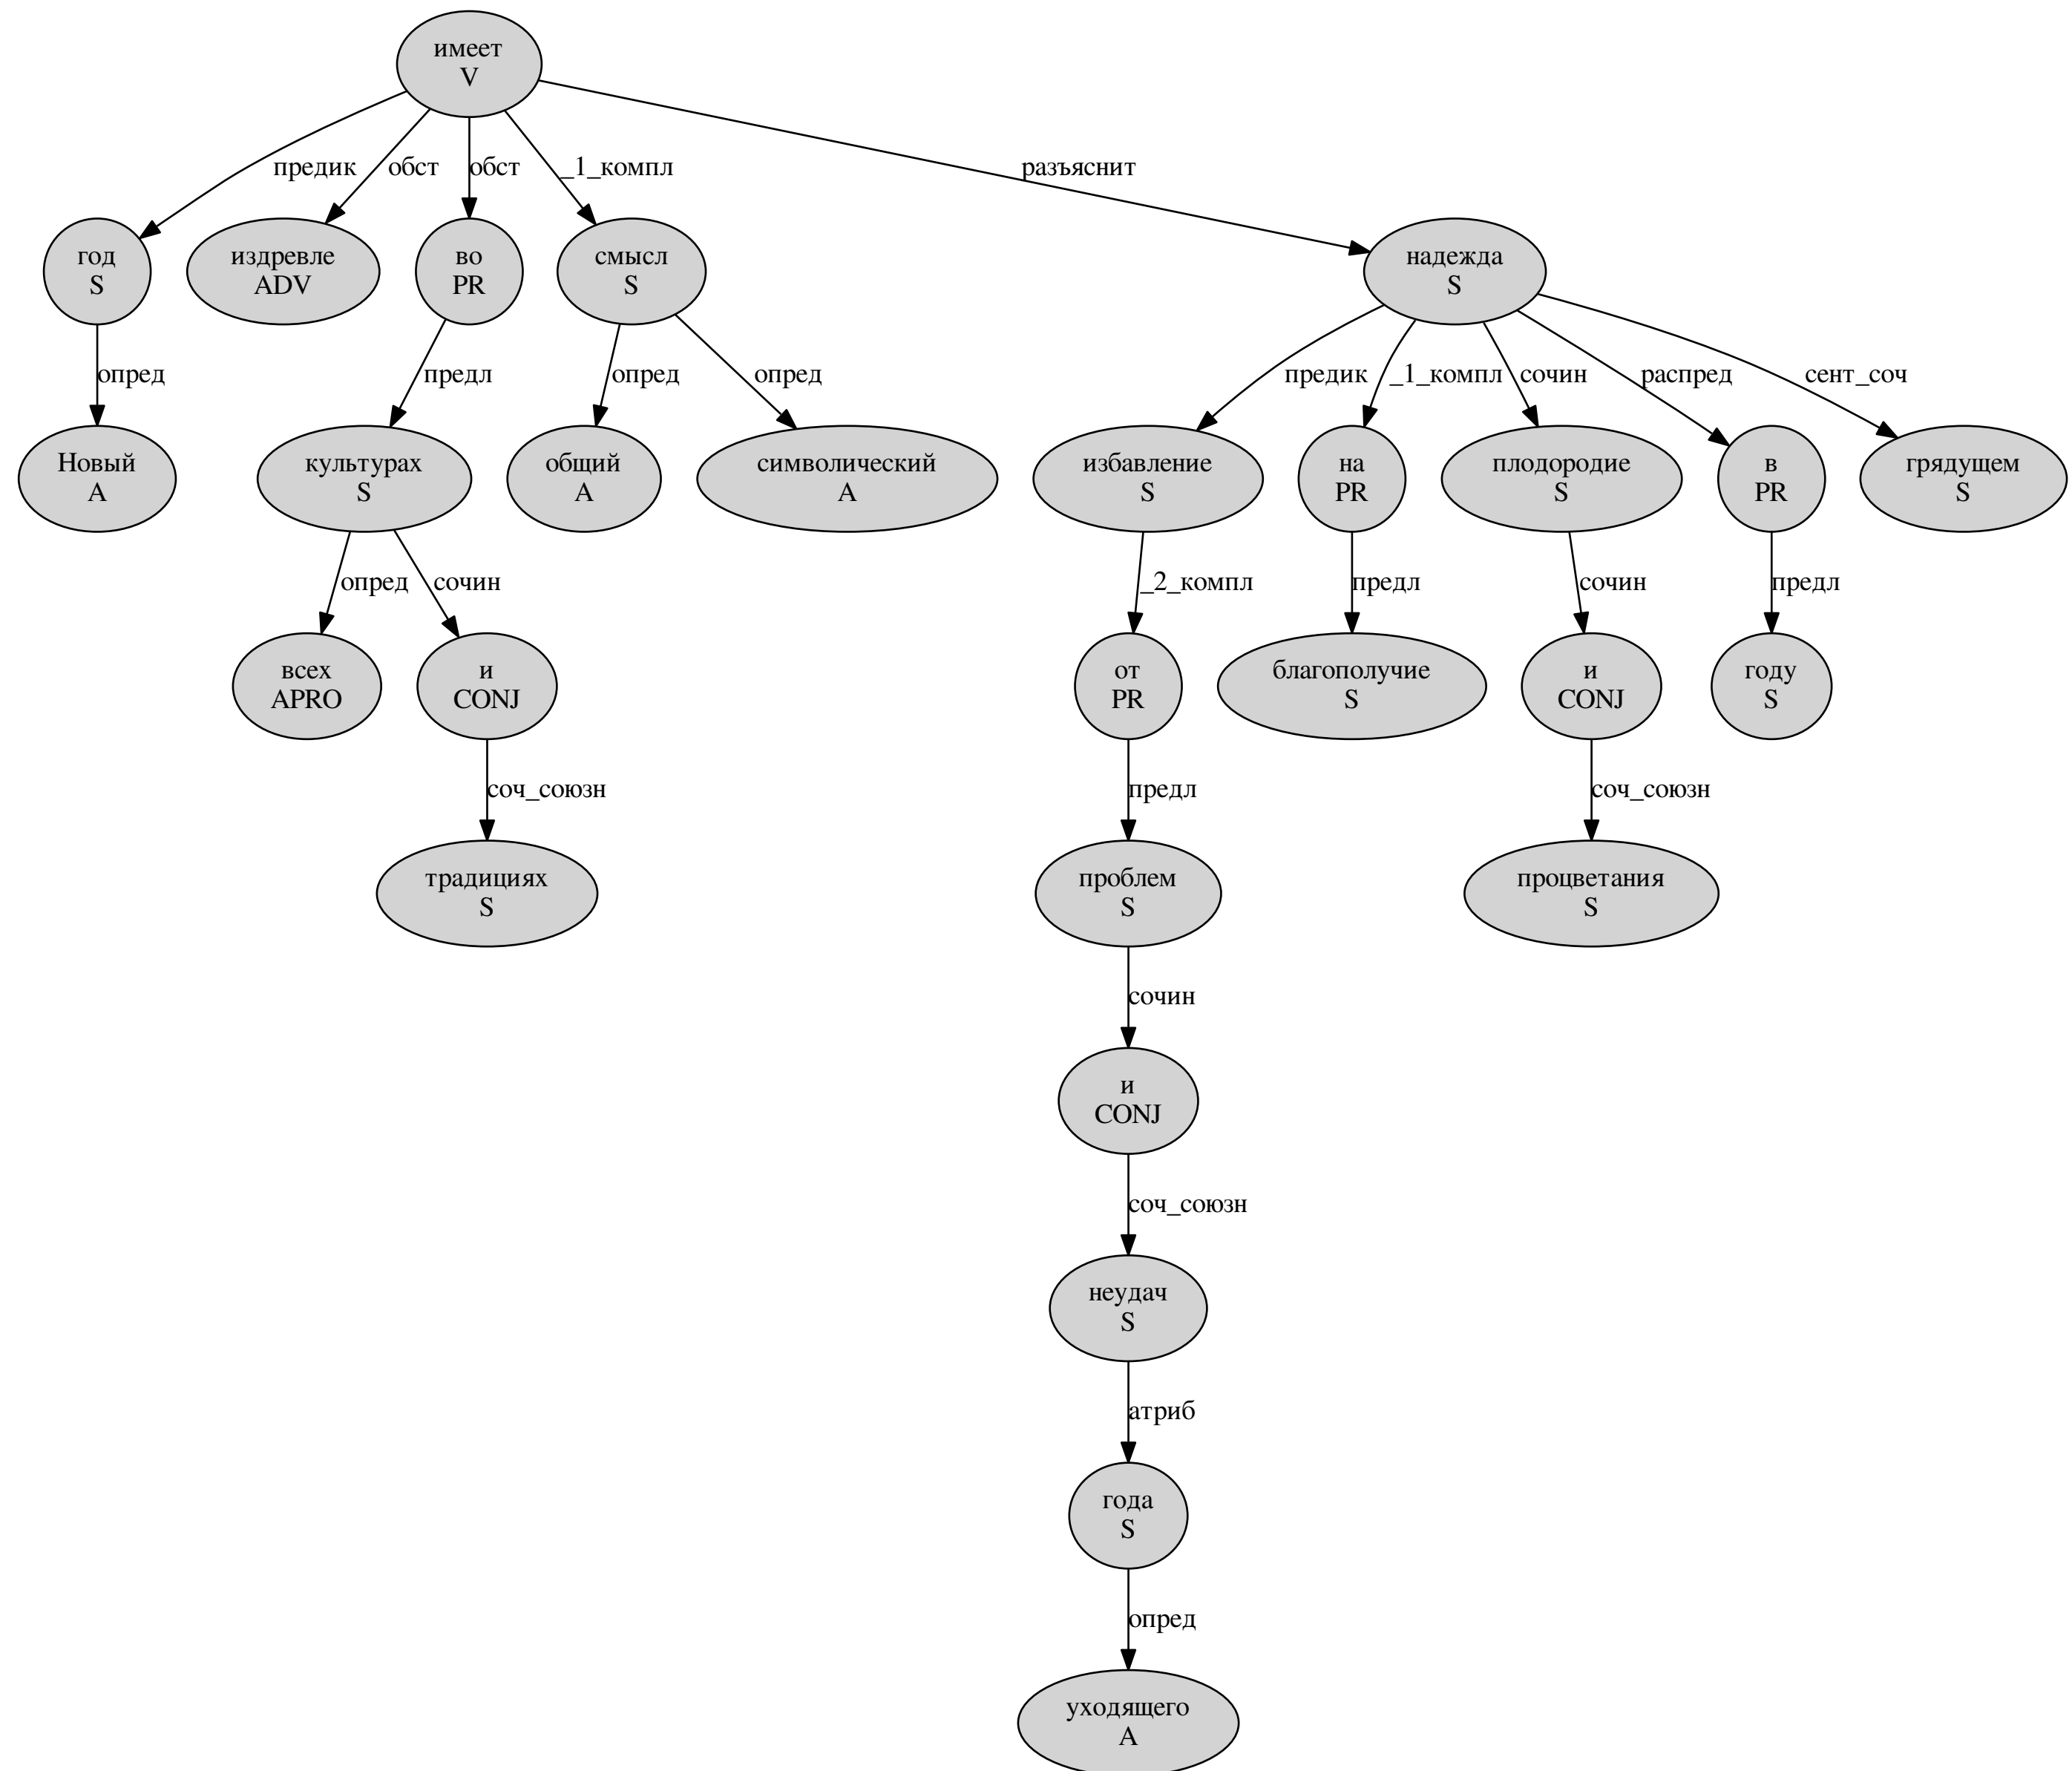 имеет
V
предик
обст
обст
_1_компл
разъяснит
год
S
издревле
ADV
во
PR
смысл
S
надежда
S
опред
предл
опред
опред
предик
_1_компл
сочин
распред
сент_соч
Новый
A
культурах
S
общий
A
символический
A
избавление
S
на
PR
плодородие
S
в
PR
грядущем
S
опред
сочин
_2_компл
предл
сочин
предл
всех
APRO
и
CONJ
от
PR
благополучие
S
и
CONJ
году
S
соч_союзн
предл
соч_союзн
традициях
S
проблем
S
процветания
S
сочин
и
CONJ
соч_союзн
неудач
S
атриб
года
S
опред
уходящего
A